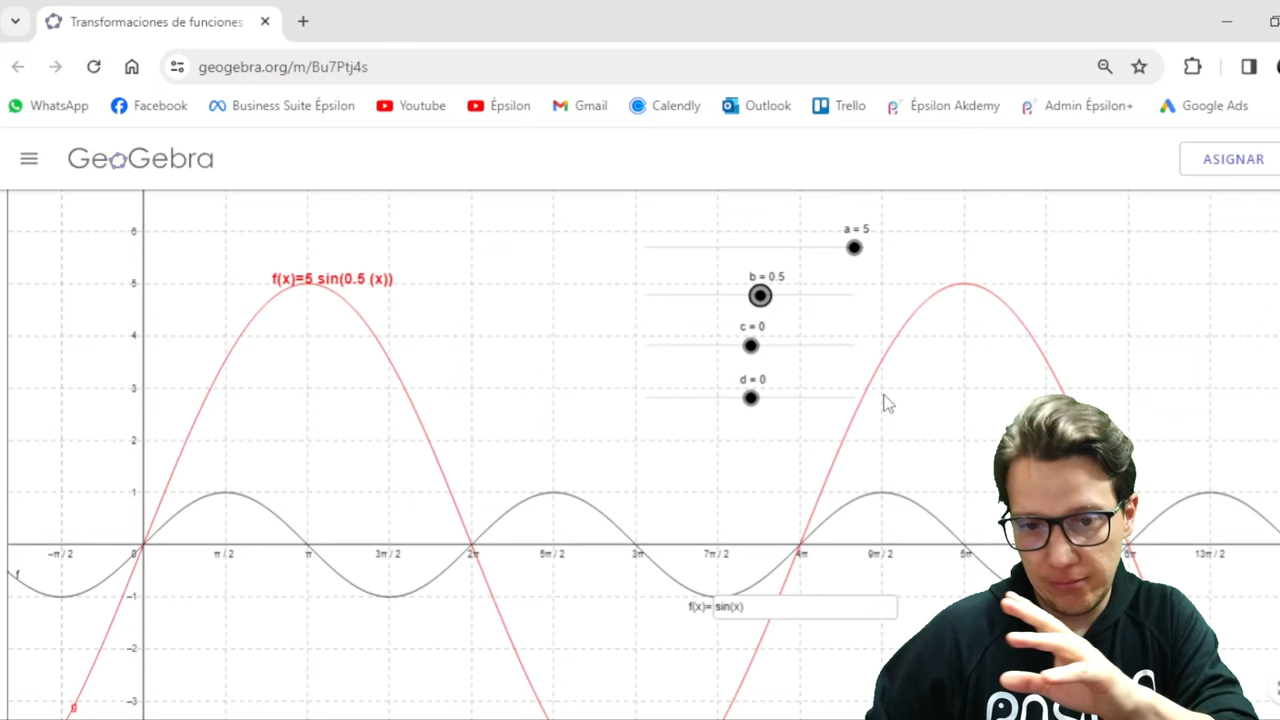 Transformaciones de funciones
geogebra.org/m/Bu7Ptj4s
WhatsApp Facebook Business Suite Épsilon Youtube Épsilon Gmail Calendly Outlook Trello Épsilon Akdemy Admin Épsilon+ Google Ads
GeoGebra
ASIGNAR
a = 5
b = 0.5
c = 0
d = 0
f(x)=5 sin(0.5 (x))
6
5
4
3
2
1
−π / 2 0 π / 2 π 3π / 2 2π 5π / 2 3π 7π / 2 4π 9π / 2 5π 6π 13π / 2
f
−1
f(x)= sin(x)
−2
−3
g